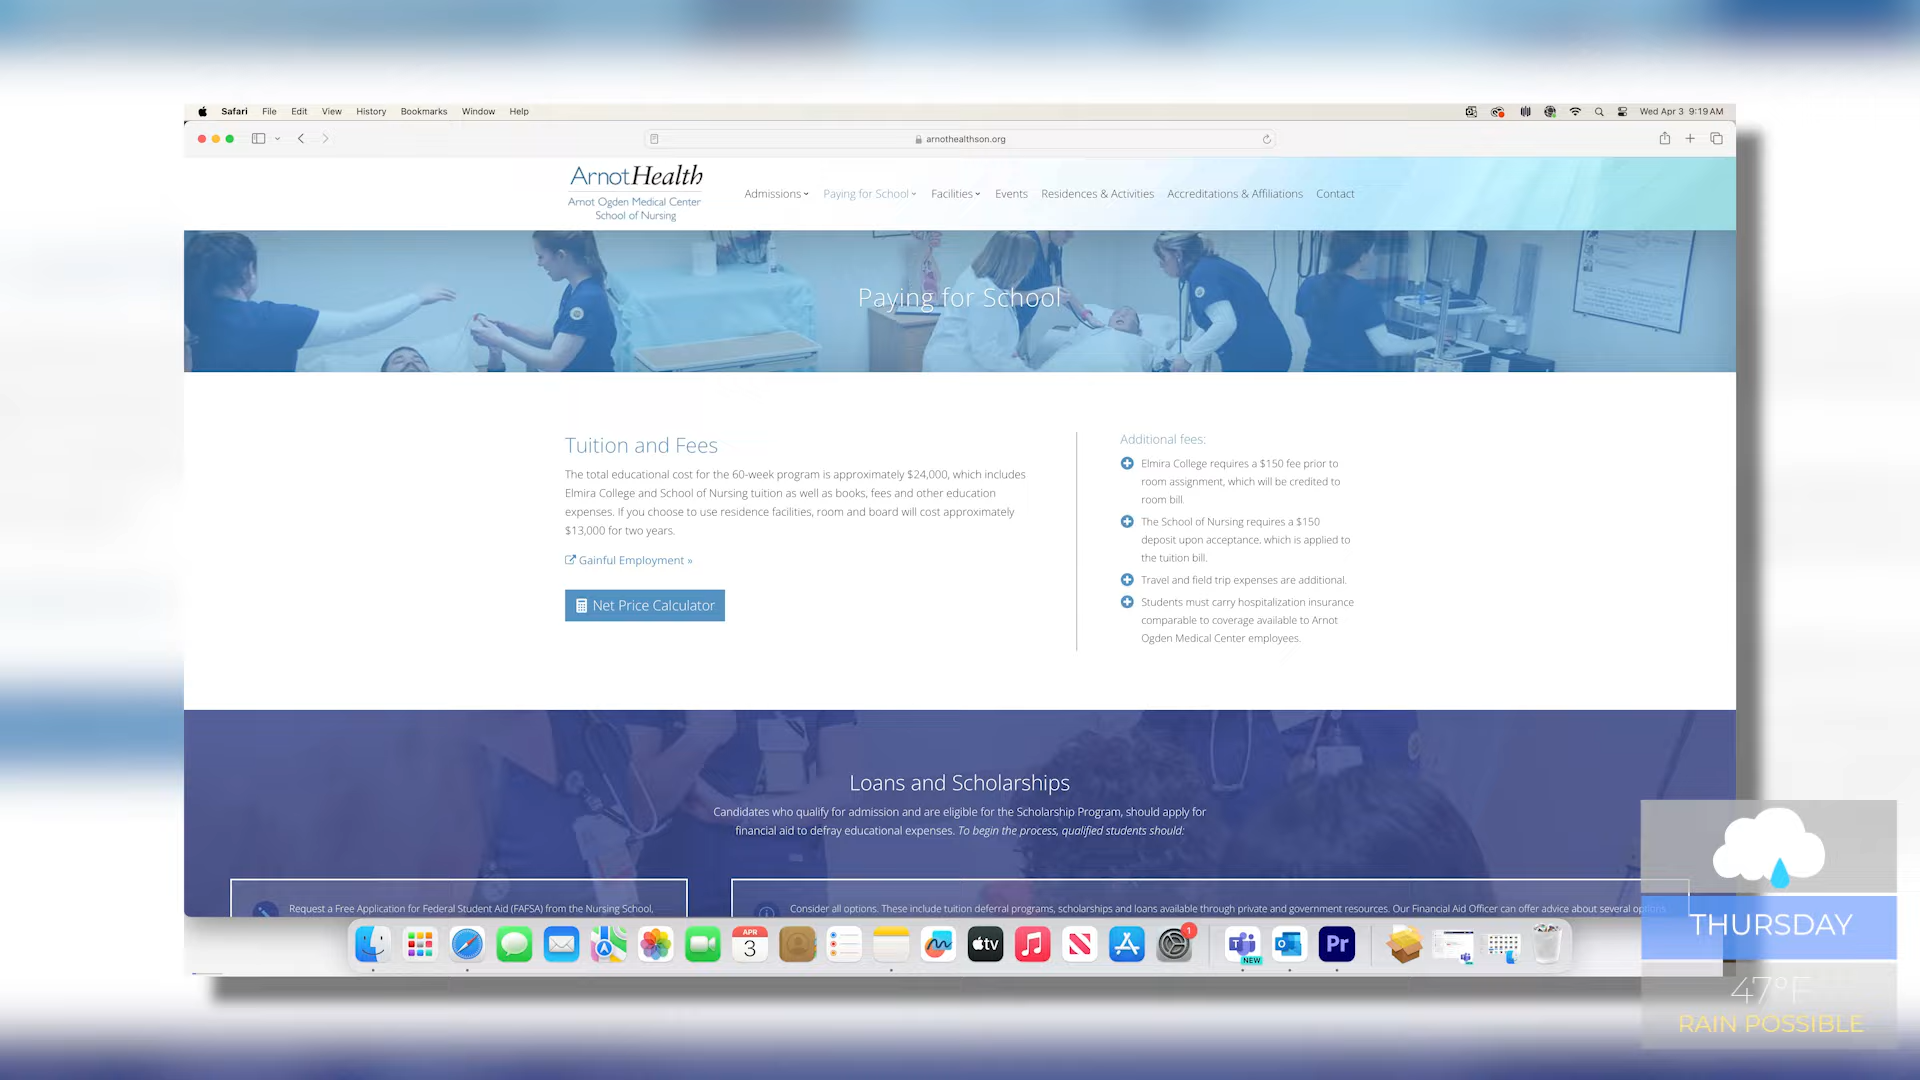 Safari File Edit View History Bookmarks Window Help
Wed Apr 3 9:19 AM
arnothealthson.org
ArnotHealth
Arnot Ogden Medical Center
School of Nursing
Admissions Paying for School Facilities Events Residences & Activities Accreditations & Affiliations Contact
Paying for School
Tuition and Fees
The total educational cost for the 60-week program is approximately $24,000, which includes
Elmira College and School of Nursing tuition as well as books, fees and other education
expenses. If you choose to use residence facilities, room and board will cost approximately
$13,000 for two years.
Gainful Employment »
Net Price Calculator
Additional fees:
Elmira College requires a $150 fee prior to
room assignment, which will be credited to
room bill.
The School of Nursing requires a $150
deposit upon acceptance, which is applied to
the tuition bill.
Travel and field trip expenses are additional.
Students must carry hospitalization insurance
comparable to coverage available to Arnot
Ogden Medical Center employees.
Loans and Scholarships
Candidates who qualify for admission and are eligible for the Scholarship Program, should apply for
financial aid to defray educational expenses. To begin the process, qualified students should:
Request a Free Application for Federal Student Aid (FAFSA) from the Nursing School,
Consider all options. These include tuition deferral programs, scholarships and loans available through private and government resources. Our Financial Aid Officer can offer advice about several options
APR
3
tv
1
NEW
Pr
THURSDAY
47°F
RAIN POSSIBLE